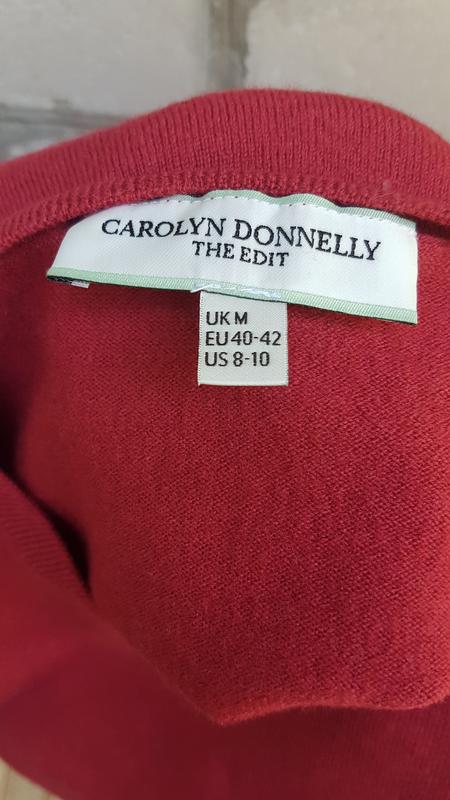 CAROLYN DONNELLY
THE EDIT
UK M
EU 40-42
US 8-10